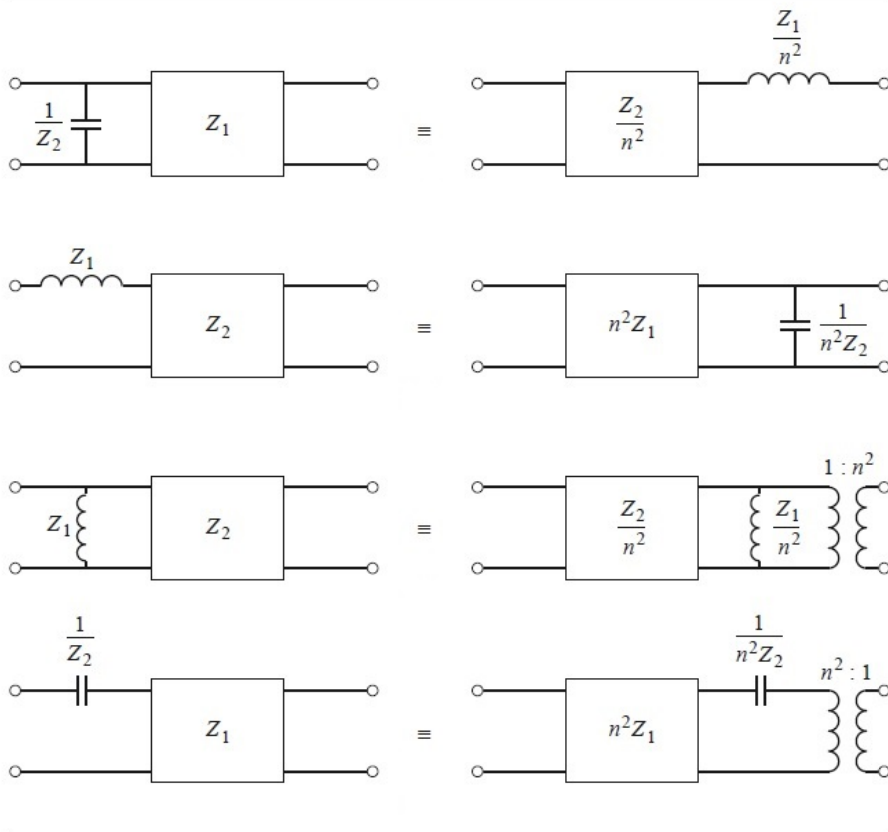 1/Z₂ Z₁ ≡ Z₂/n² Z₁/n²
Z₁ Z₂ ≡ n²Z₁ 1/n²Z₂
Z₁ Z₂ ≡ Z₂/n² Z₁/n² 1 : n²
1/Z₂ Z₁ ≡ n²Z₁ 1/n²Z₂ n² : 1